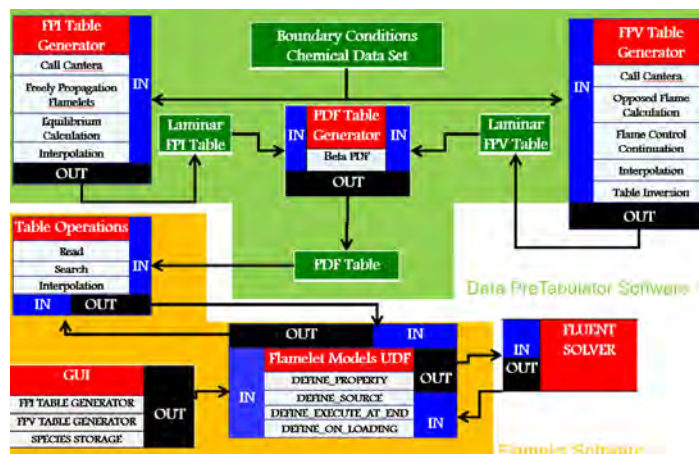 FPI Table
Generator
Call Cantera
Freely Propagation
Flamelets
Equilibrium
Calculation
Interpolation
IN
OUT
Boundary Conditions
Chemical Data Set
FPV Table
Generator
IN
Call Cantera
Opposed Flame
Calculation
Flame Control
Continuation
Interpolation
Table Inversion
OUT
Laminar
FPI Table
IN
PDF Table
Generator
IN
Beta PDF
OUT
Laminar
FPV Table
PDF Table
Data PreTabulator Software
Table Operations
Read
Search
Interpolation
IN
IN
OUT
OUT
IN
Flamelet Models UDF
IN
DEFINE_PROPERTY
DEFINE_SOURCE
DEFINE_EXECUTE_AT_END
DEFINE_ON_LOADING
OUT
IN
IN
OUT
FLUENT
SOLVER
GUI
FPI TABLE GENERATOR
FPV TABLE GENERATOR
SPECIES STORAGE
OUT
Flamelet Software